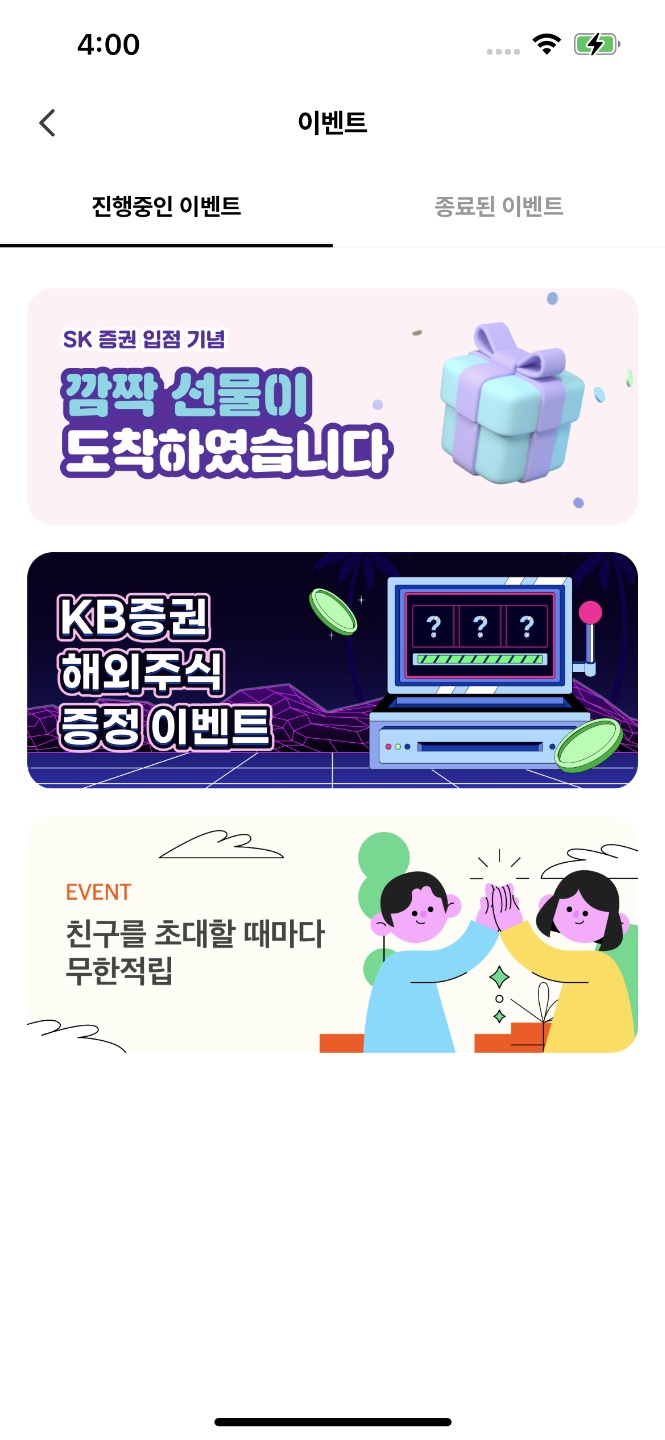 4:00
이벤트
진행중인 이벤트
종료된 이벤트
SK 증권 입점 기념
깜짝 선물이
도착하였습니다
KB증권
해외주식
증정 이벤트
? ? ?
EVENT
친구를 초대할 때마다
무한적립